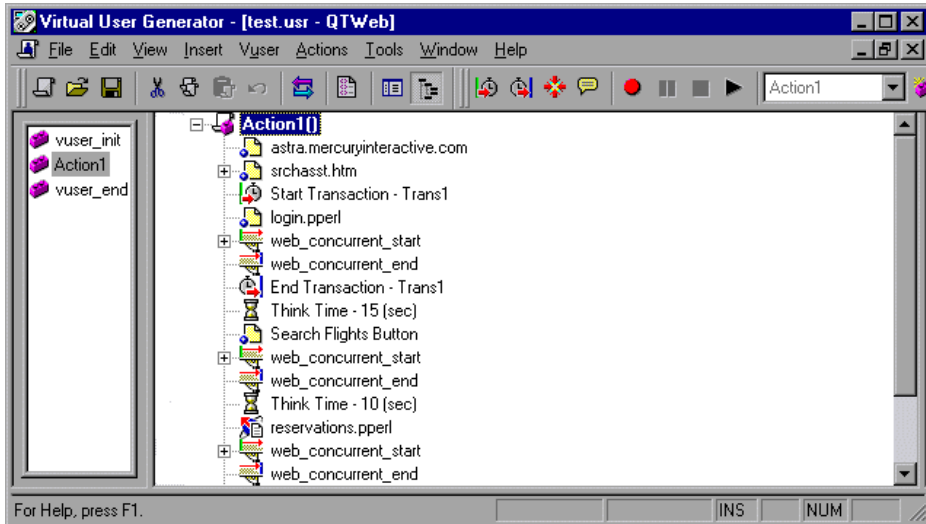 Virtual User Generator - [test.usr - QTWeb]
File Edit View Insert Vuser Actions Tools Window Help
Action1
vuser_init
Action1
vuser_end
Action1()
astra.mercuryinteractive.com
srchasst.htm
Start Transaction - Trans1
login.pperl
web_concurrent_start
web_concurrent_end
End Transaction - Trans1
Think Time - 15 (sec)
Search Flights Button
web_concurrent_start
web_concurrent_end
Think Time - 10 (sec)
reservations.pperl
web_concurrent_start
web_concurrent_end
For Help, press F1.
INS
NUM